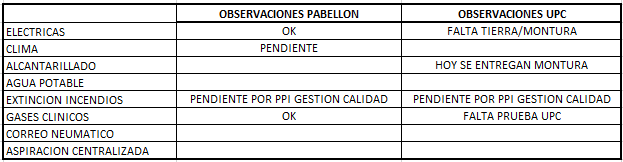 OBSERVACIONES PABELLON OBSERVACIONES UPC
ELECTRICAS OK FALTA TIERRA/MONTURA
CLIMA PENDIENTE
ALCANTARILLADO HOY SE ENTREGAN MONTURA
AGUA POTABLE
EXTINCION INCENDIOS PENDIENTE POR PPI GESTION CALIDAD PENDIENTE POR PPI GESTION CALIDAD
GASES CLINICOS OK FALTA PRUEBA UPC
CORREO NEUMATICO
ASPIRACION CENTRALIZADA